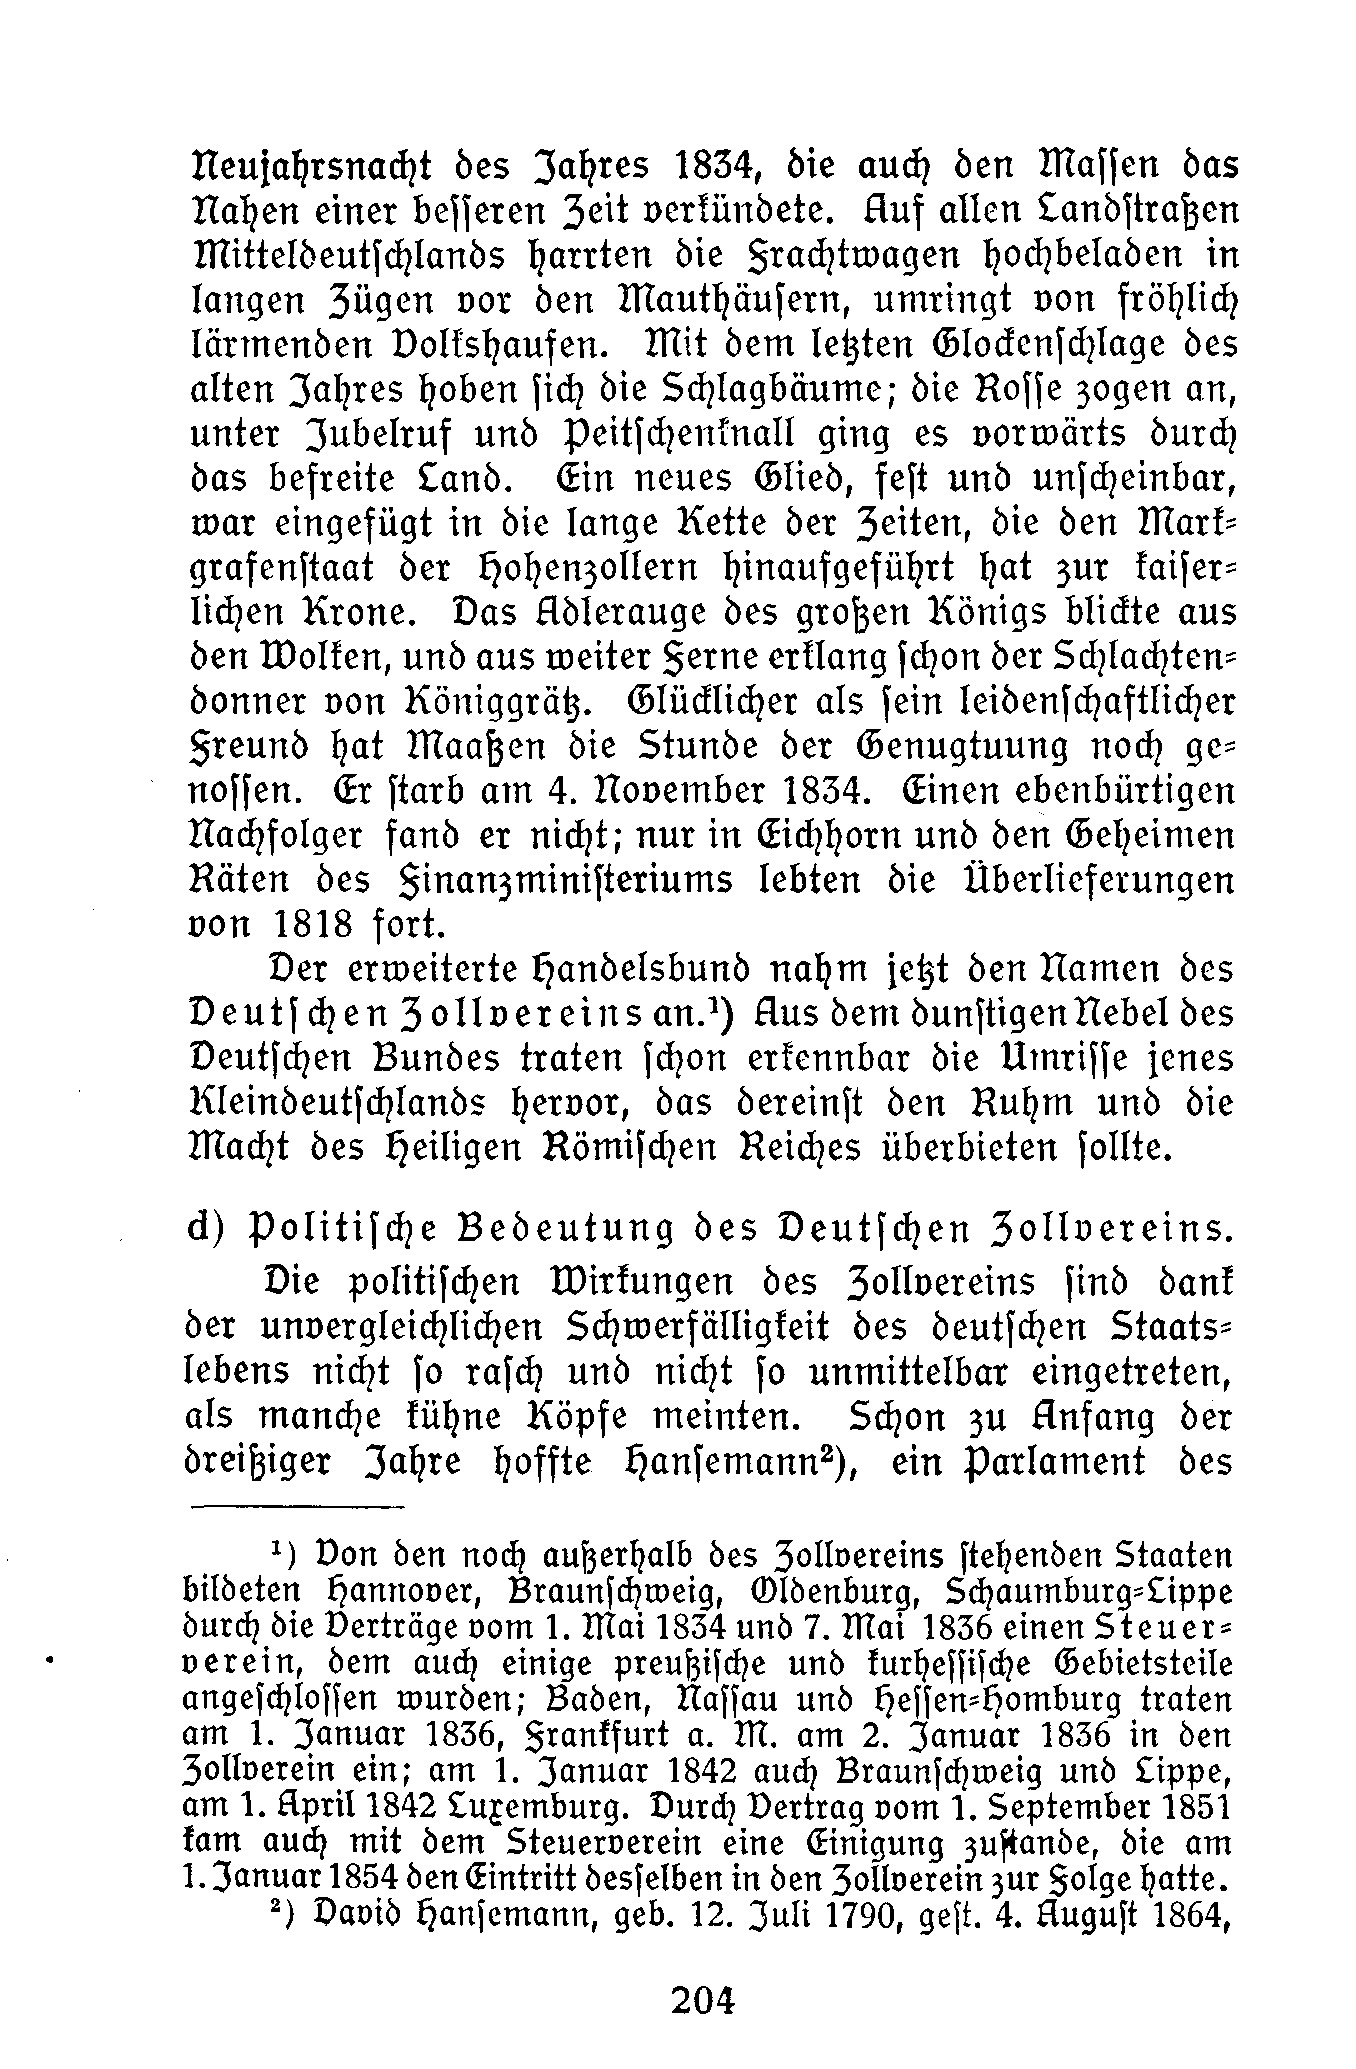 Neujahrsnacht des Jahres 1834, die auch den Massen das
Nahen einer besseren Zeit verkündete. Auf allen Landstraßen
Mitteldeutschlands harrten die Frachtwagen hochbeladen in
langen Zügen vor den Mauthäusern, umringt von fröhlich
lärmenden Volkshaufen. Mit dem letzten Glockenschlage des
alten Jahres hoben sich die Schlagbäume; die Rosse zogen an,
unter Jubelruf und Peitschenknall ging es vorwärts durch
das befreite Land. Ein neues Glied, fest und unscheinbar,
war eingefügt in die lange Kette der Zeiten, die den Mark-
grafenstaat der Hohenzollern hinaufgeführt hat zur kaiser-
lichen Krone. Das Adlerauge des großen Königs blickte aus
den Wolken, und aus weiter Ferne erklang schon der Schlachten-
donner von Königgrätz. Glücklicher als sein leidenschaftlicher
Freund hat Maaßen die Stunde der Genugtuung noch ge-
nossen. Er starb am 4. November 1834. Einen ebenbürtigen
Nachfolger fand er nicht; nur in Eichhorn und den Geheimen
Räten des Finanzministeriums lebten die Überlieferungen
von 1818 fort.
Der erweiterte Handelsbund nahm jetzt den Namen des
Deutschen Zollvereins an.¹) Aus dem dunstigen Nebel des
Deutschen Bundes traten schon erkennbar die Umrisse jenes
Kleindeutschlands hervor, das dereinst den Ruhm und die
Macht des Heiligen Römischen Reiches überbieten sollte.
d) Politische Bedeutung des Deutschen Zollvereins.
Die politischen Wirkungen des Zollvereins sind dank
der unvergleichlichen Schwerfälligkeit des deutschen Staats-
lebens nicht so rasch und nicht so unmittelbar eingetreten,
als manche kühne Köpfe meinten. Schon zu Anfang der
dreißiger Jahre hoffte Hansemann²), ein Parlament des
¹) Von den noch außerhalb des Zollvereins stehenden Staaten
bildeten Hannover, Braunschweig, Oldenburg, Schaumburg-Lippe
durch die Verträge vom 1. Mai 1834 und 7. Mai 1836 einen Steuer-
verein, dem auch einige preußische und kurhessische Gebietsteile
angeschlossen wurden; Baden, Nassau und Hessen-Homburg traten
am 1. Januar 1836, Frankfurt a. M. am 2. Januar 1836 in den
Zollverein ein; am 1. Januar 1842 auch Braunschweig und Lippe,
am 1. April 1842 Luxemburg. Durch Vertrag vom 1. September 1851
kam auch mit dem Steuerverein eine Einigung zustande, die am
1. Januar 1854 den Eintritt desselben in den Zollverein zur Folge hatte.
²) David Hansemann, geb. 12. Juli 1790, gest. 4. August 1864,
204